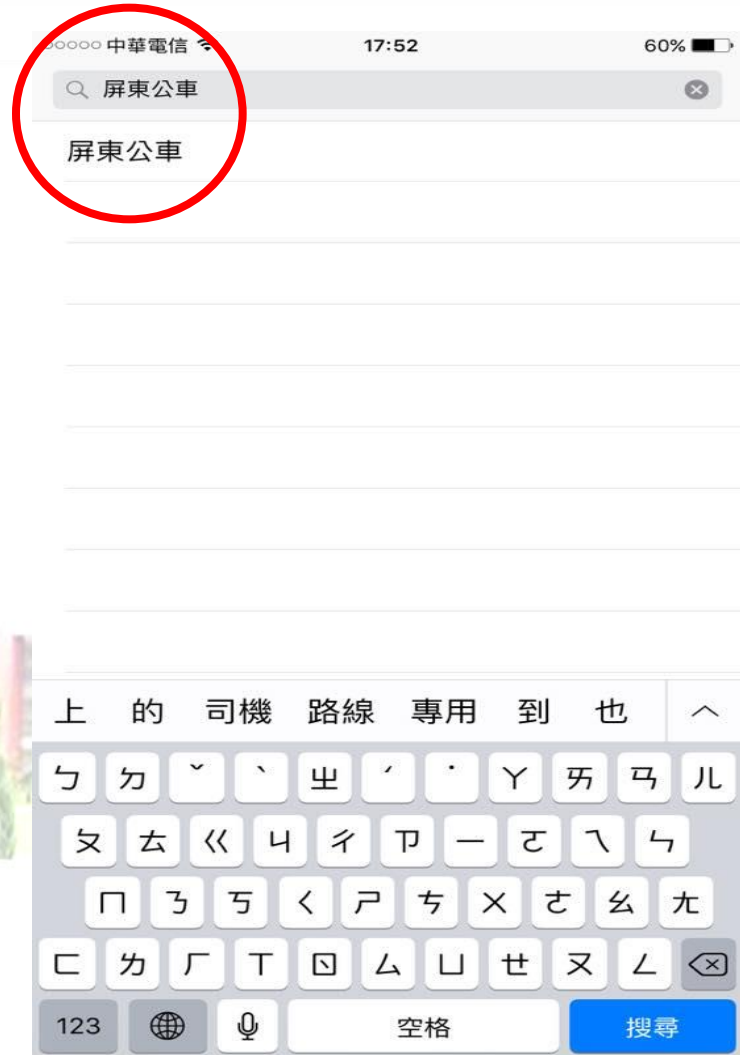 中華電信 17:52 60%
屏東公車
屏東公車
上 的 司機 路線 專用 到 也
ㄅ ㄉ ˇ ˋ ㄓ ˊ ˙ ㄚ ㄞ ㄢ ㄦ
ㄆ ㄊ ㄍ ㄐ ㄔ ㄗ ㄧ ㄛ ㄟ ㄣ
ㄇ ㄋ ㄎ ㄑ ㄕ ㄘ ㄨ ㄜ ㄠ ㄤ
ㄈ ㄌ ㄏ ㄒ ㄖ ㄙ ㄩ ㄝ ㄡ ㄥ
123 空格 搜尋